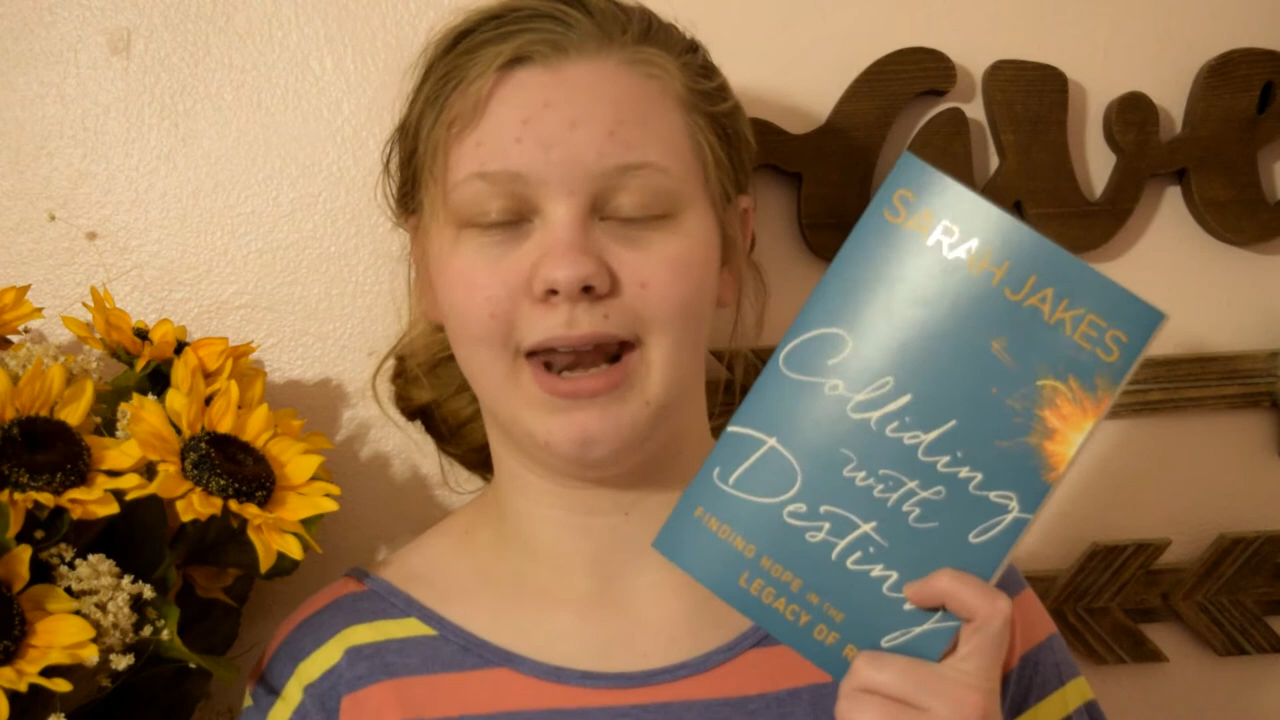 SARAH JAKES
Colliding
with
Destiny
FINDING HOPE IN THE
LEGACY OF